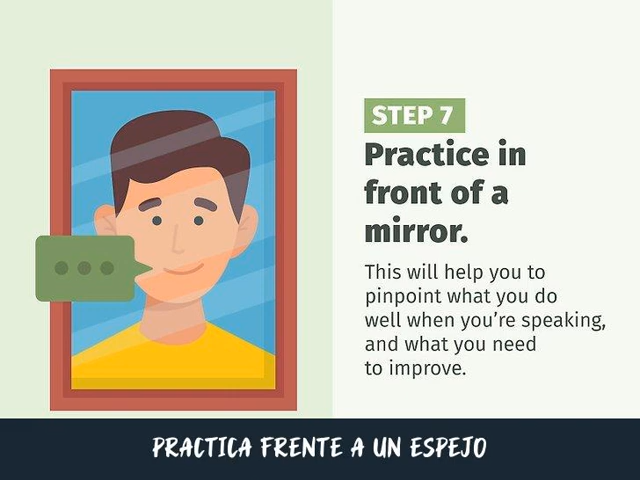 STEP 7
Practice in
front of a
mirror.
This will help you to
pinpoint what you do
well when you’re speaking,
and what you need
to improve.
PRACTICA FRENTE A UN ESPEJO